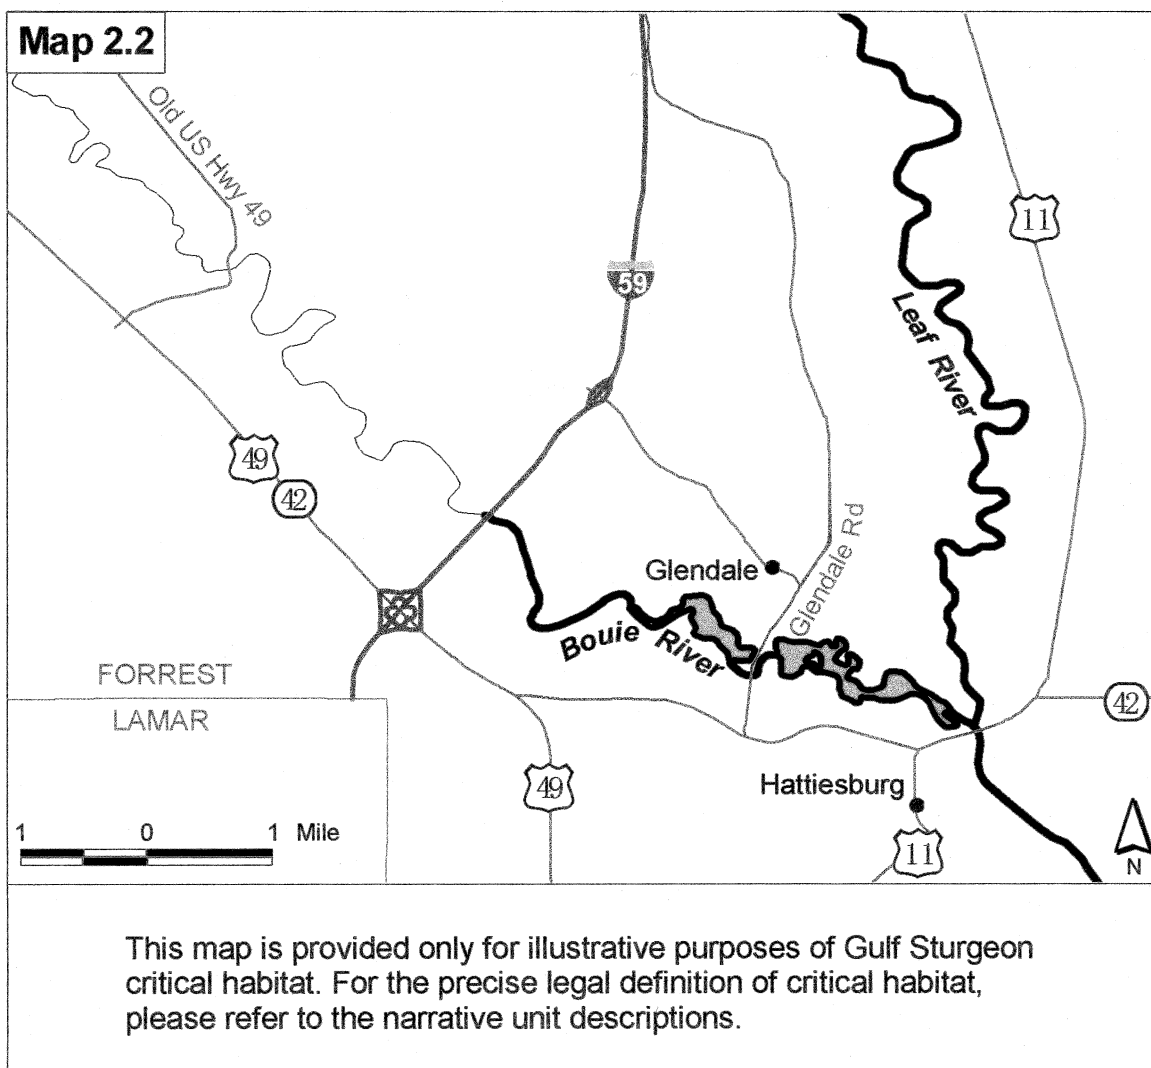 Map 2.2
Old US Hwy 49
11
59
Leaf River
49
42
Glendale
Glendale Rd
Bouie River
FORREST
LAMAR
42
49
Hattiesburg
1 0 1 Mile
11
N
This map is provided only for illustrative purposes of Gulf Sturgeon
critical habitat. For the precise legal definition of critical habitat,
please refer to the narrative unit descriptions.